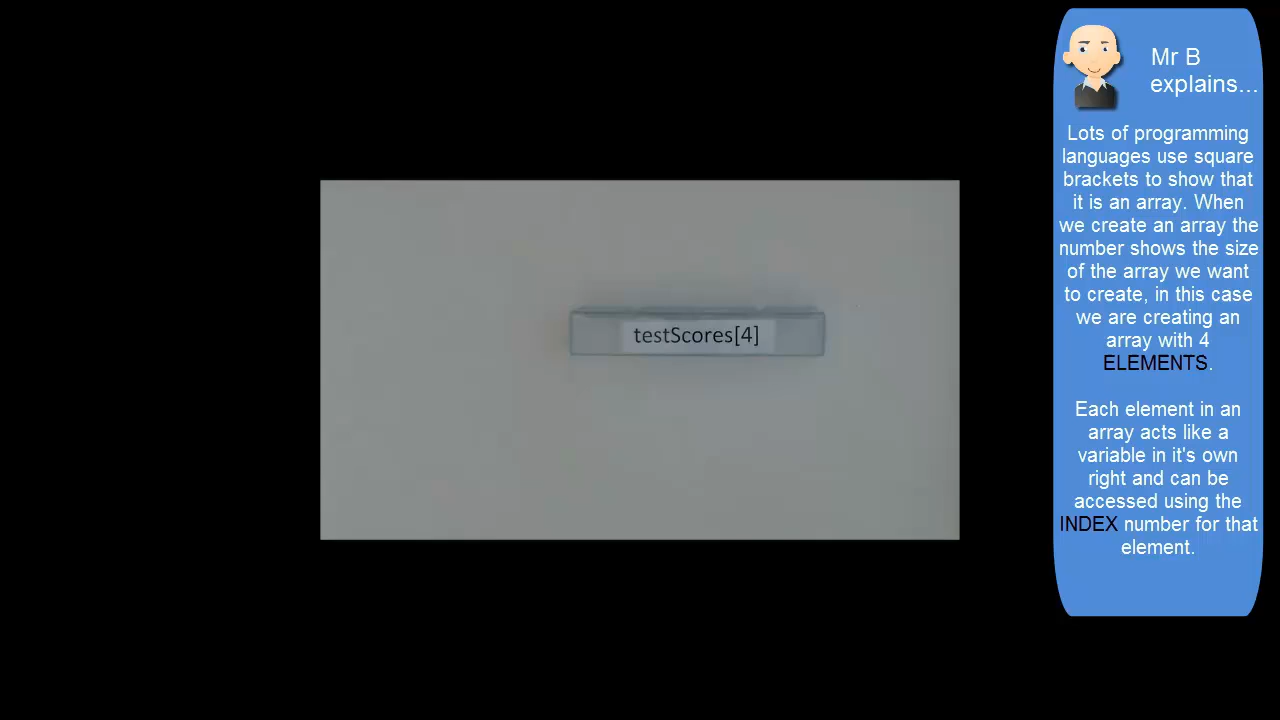 Mr B
explains...
Lots of programming
languages use square
brackets to show that
it is an array. When
we create an array the
number shows the size
of the array we want
to create, in this case
we are creating an
array with 4
ELEMENTS.
Each element in an
array acts like a
variable in it's own
right and can be
accessed using the
INDEX number for that
element.
testScores[4]